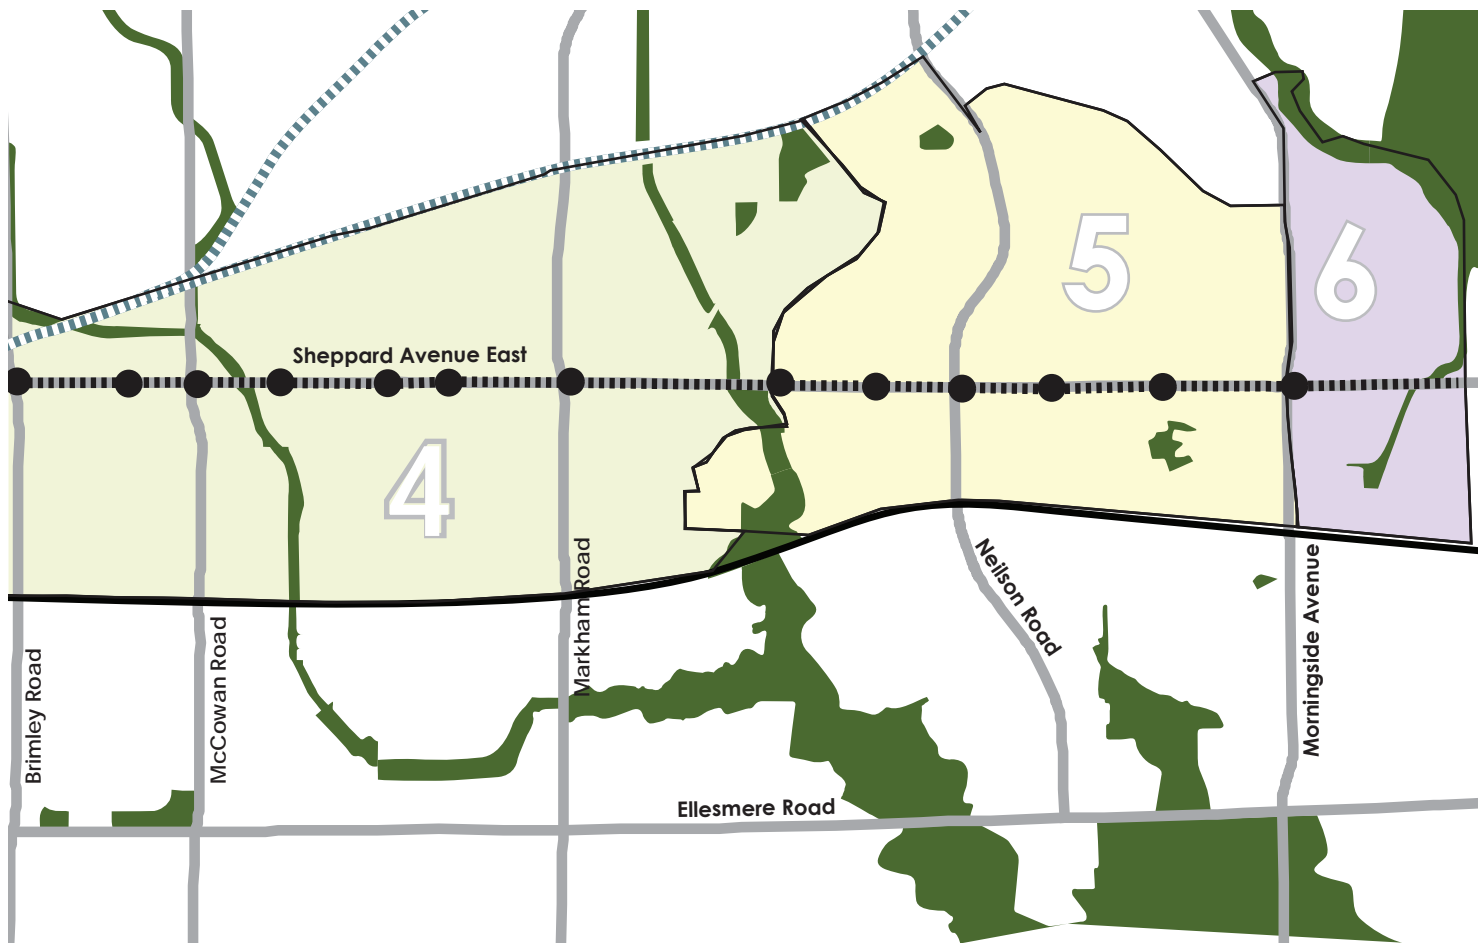 5
6
Sheppard Avenue East
4
Markham Road
Neilson Road
Morningside Avenue
McCowan Road
Brimley Road
Ellesmere Road